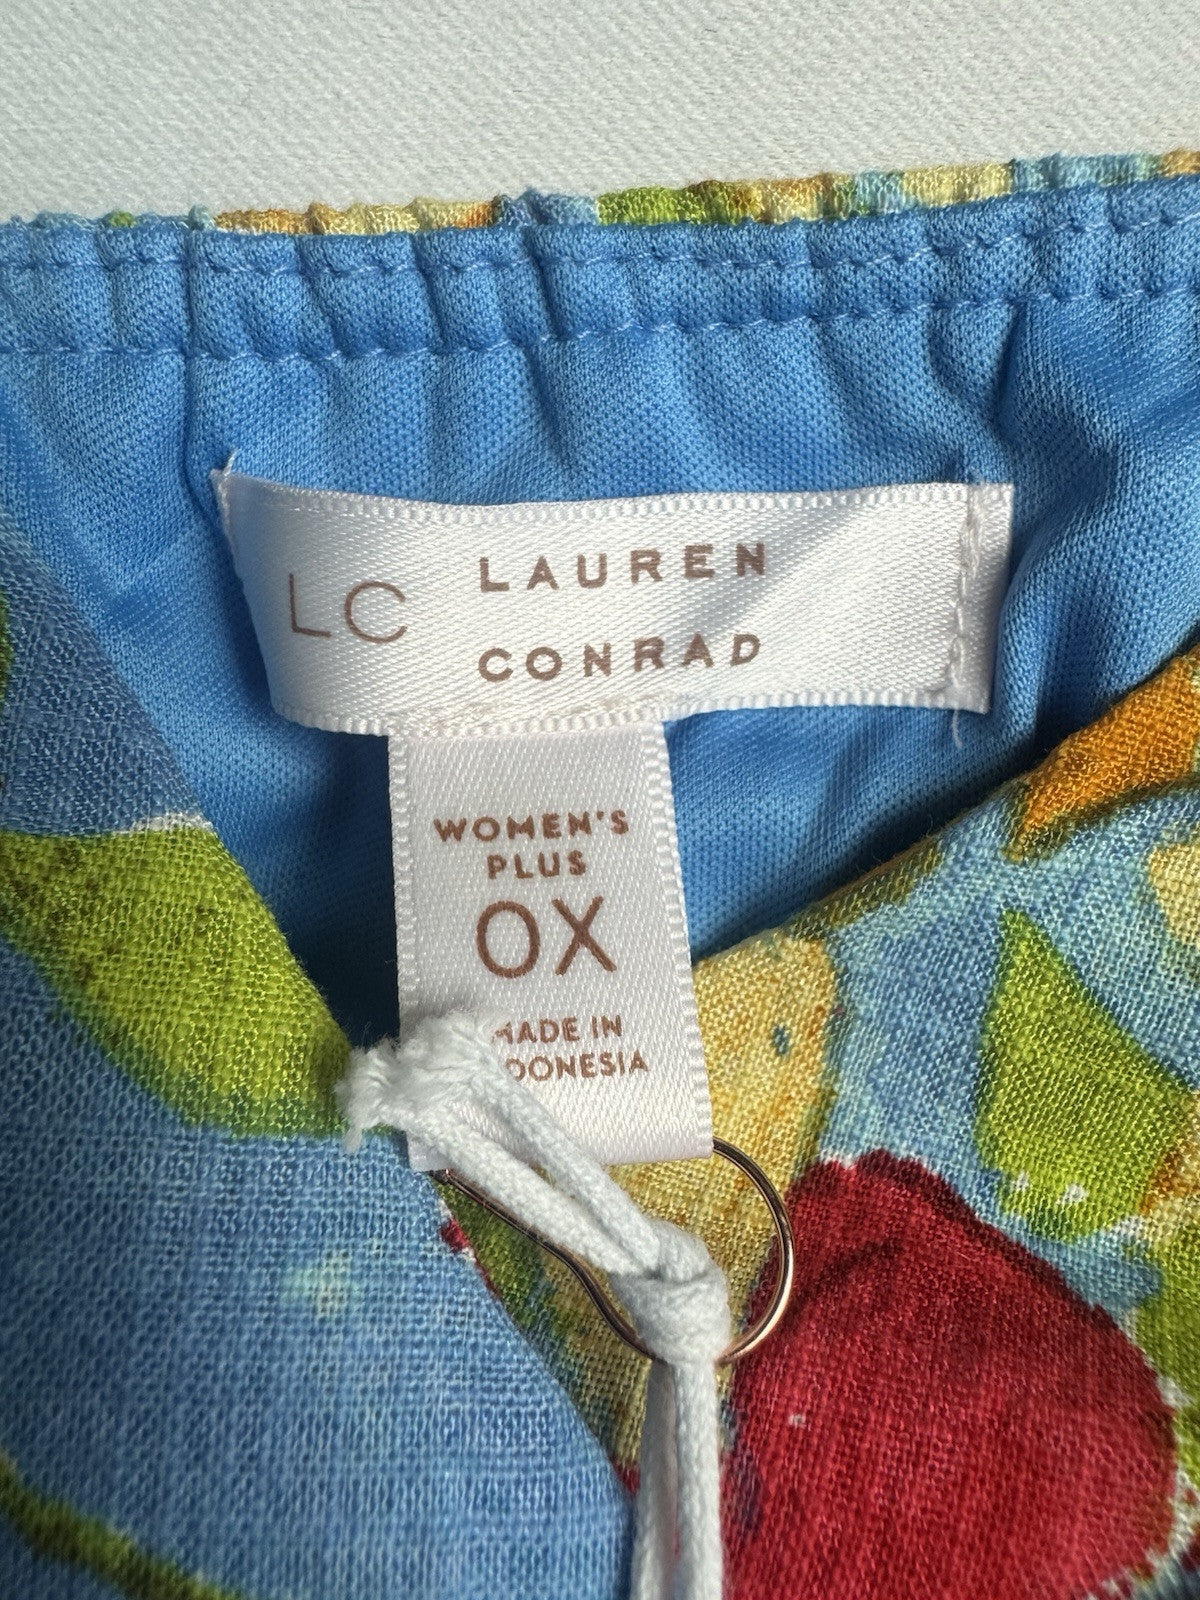 LC LAUREN
CONRAD
WOMEN'S
PLUS
0X
MADE IN